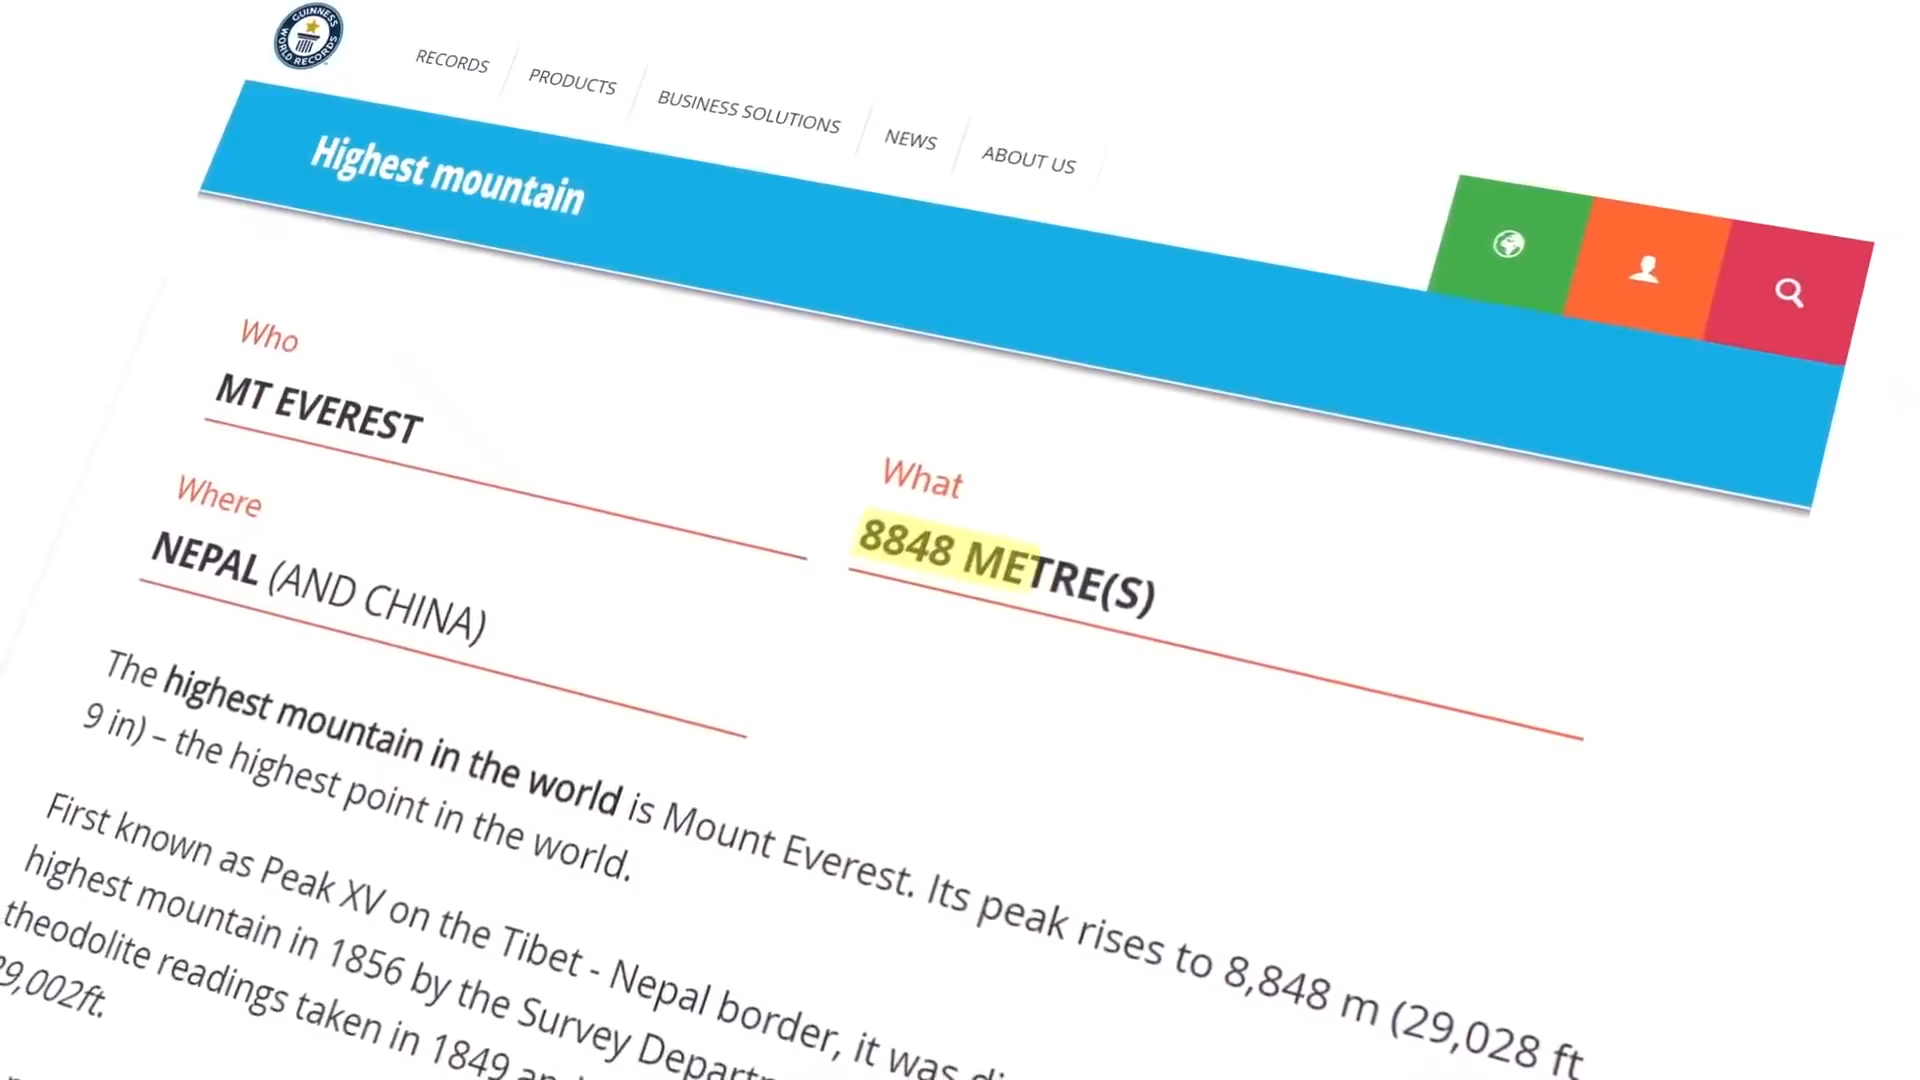 GUINNESS
WORLD RECORDS
RECORDS
PRODUCTS
BUSINESS SOLUTIONS
NEWS
ABOUT US
Highest mountain
Who
MT EVEREST
What
8848 METRE(S)
Where
NEPAL (AND CHINA)
The highest mountain in the world is Mount Everest. Its peak rises to 8,848 m (29,028 ft
9 in) – the highest point in the world.
First known as Peak XV on the Tibet - Nepal border, it was
highest mountain in 1856 by the Survey
theodolite readings taken in 1849
9,002ft.